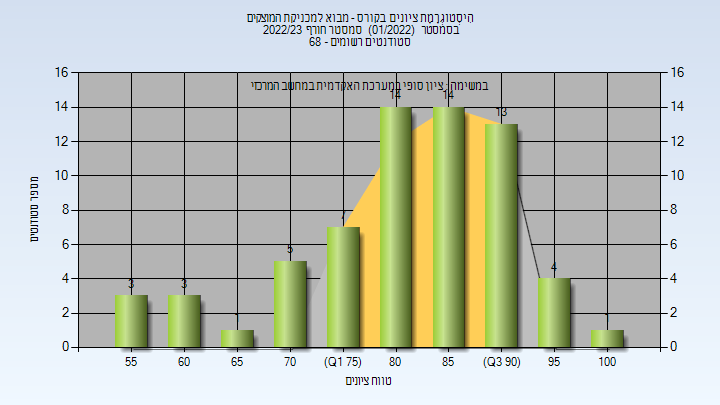 היסטוגרמת ציונים בקורס - מבוא למכניקת המוצקים
בסמסטר (01/2022) סמסטר חורף 2022/23
סטודנטים רשומים - 68
במשימה: ציון סופי במערכת האקדמית במחשב המרכזי
מספר סטודנטים
16 16
14 14
12 12
10 10
8 8
6 6
4 4
2 2
0 0
3 3 1 5 7 14 14 13 4 1
55 60 65 70 (Q1 75) 80 85 (Q3 90) 95 100
טווח ציונים